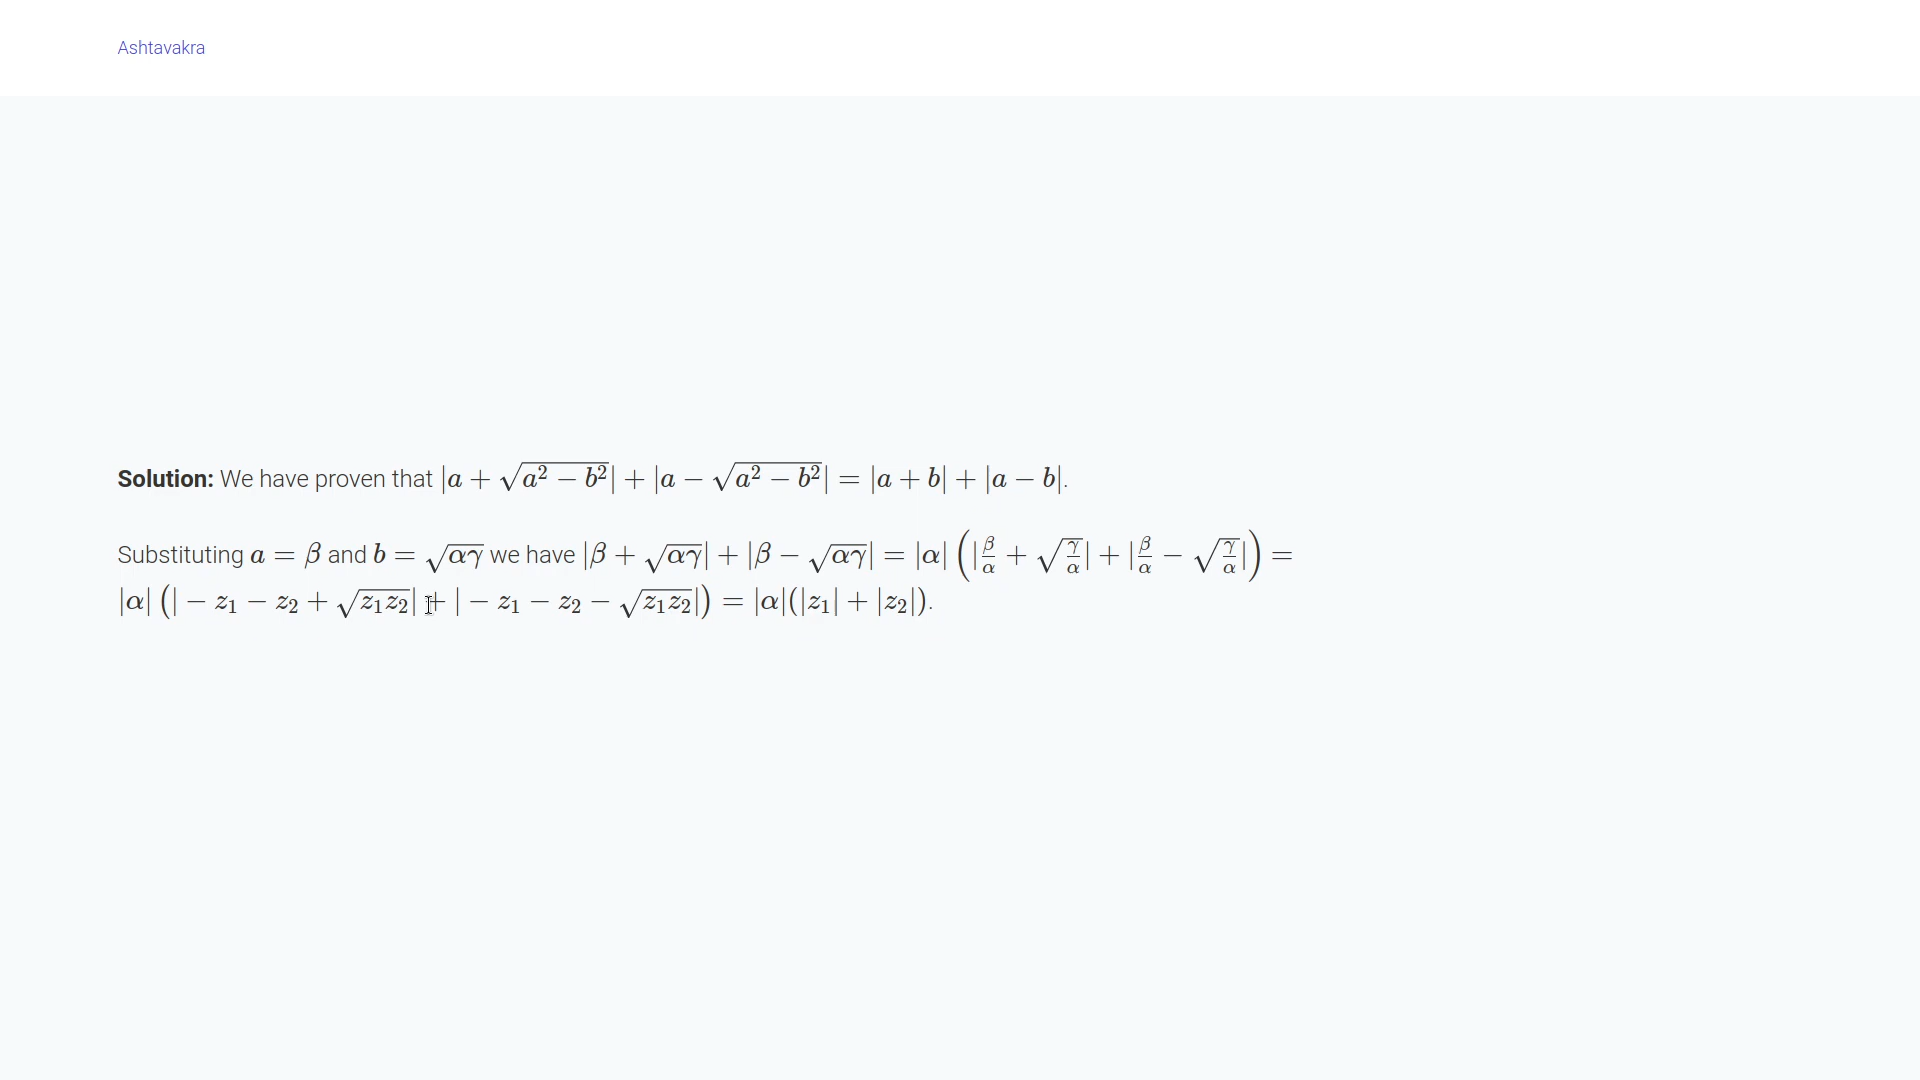 Ashtavakra
Solution: We have proven that |a + √(a² − b²)| + |a − √(a² − b²)| = |a + b| + |a − b|.
Substituting a = β and b = √(αγ) we have |β + √(αγ)| + |β − √(αγ)| = |α| (|β/α + √(γ/α)| + |β/α − √(γ/α)|) =
|α| (| − z₁ − z₂ + √(z₁z₂)| + | − z₁ − z₂ − √(z₁z₂)|) = |α|(|z₁| + |z₂|).